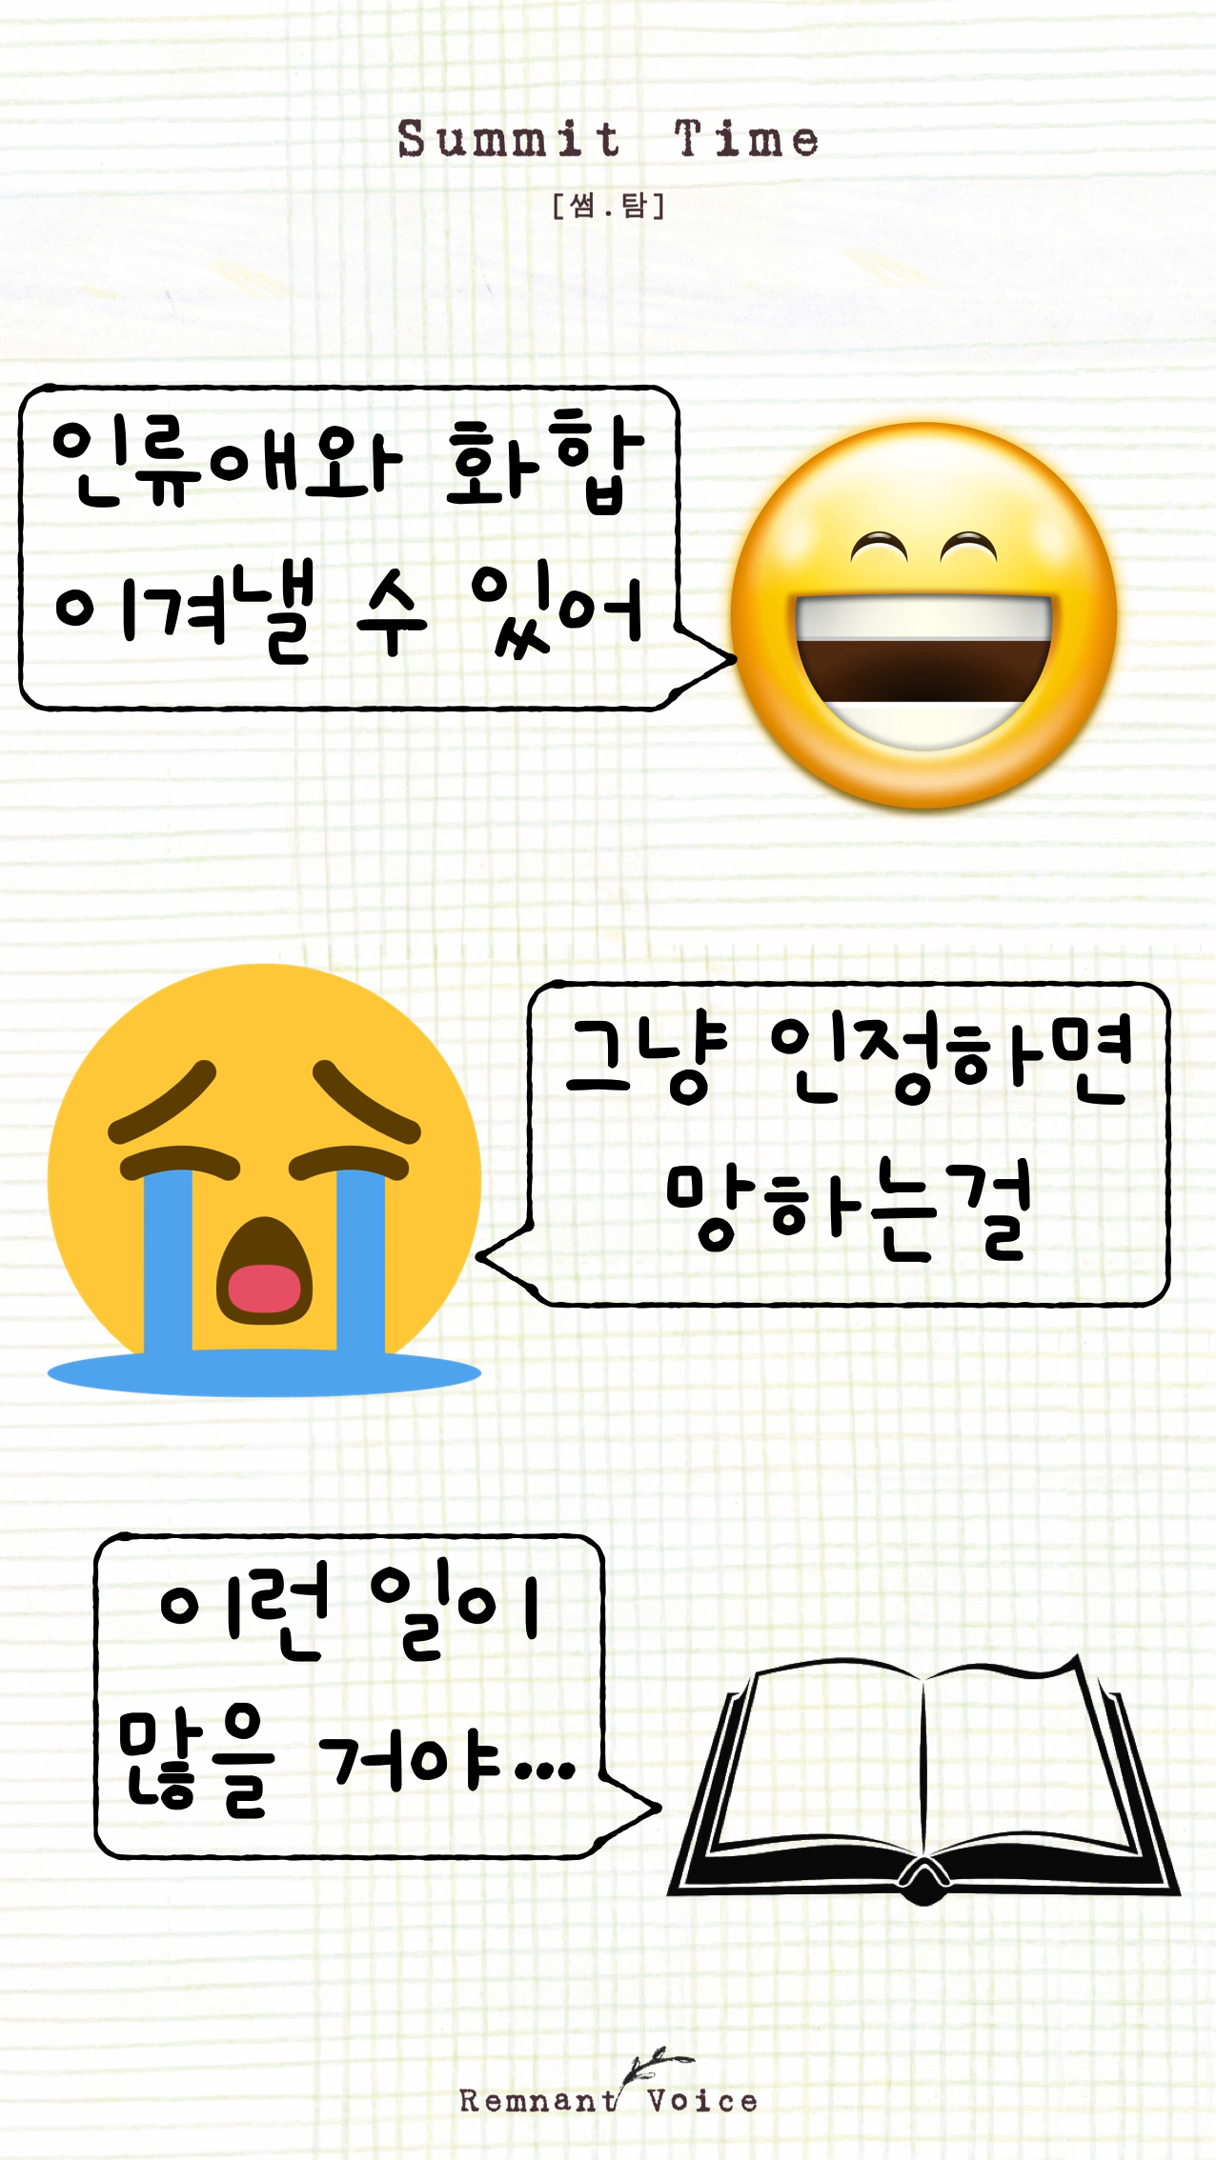 Summit Time
[썸.탐]
인류애와 화합
이겨낼 수 있어
그냥 인정하면
망하는걸
이런 일이
많을 거야...
Remnant Voice